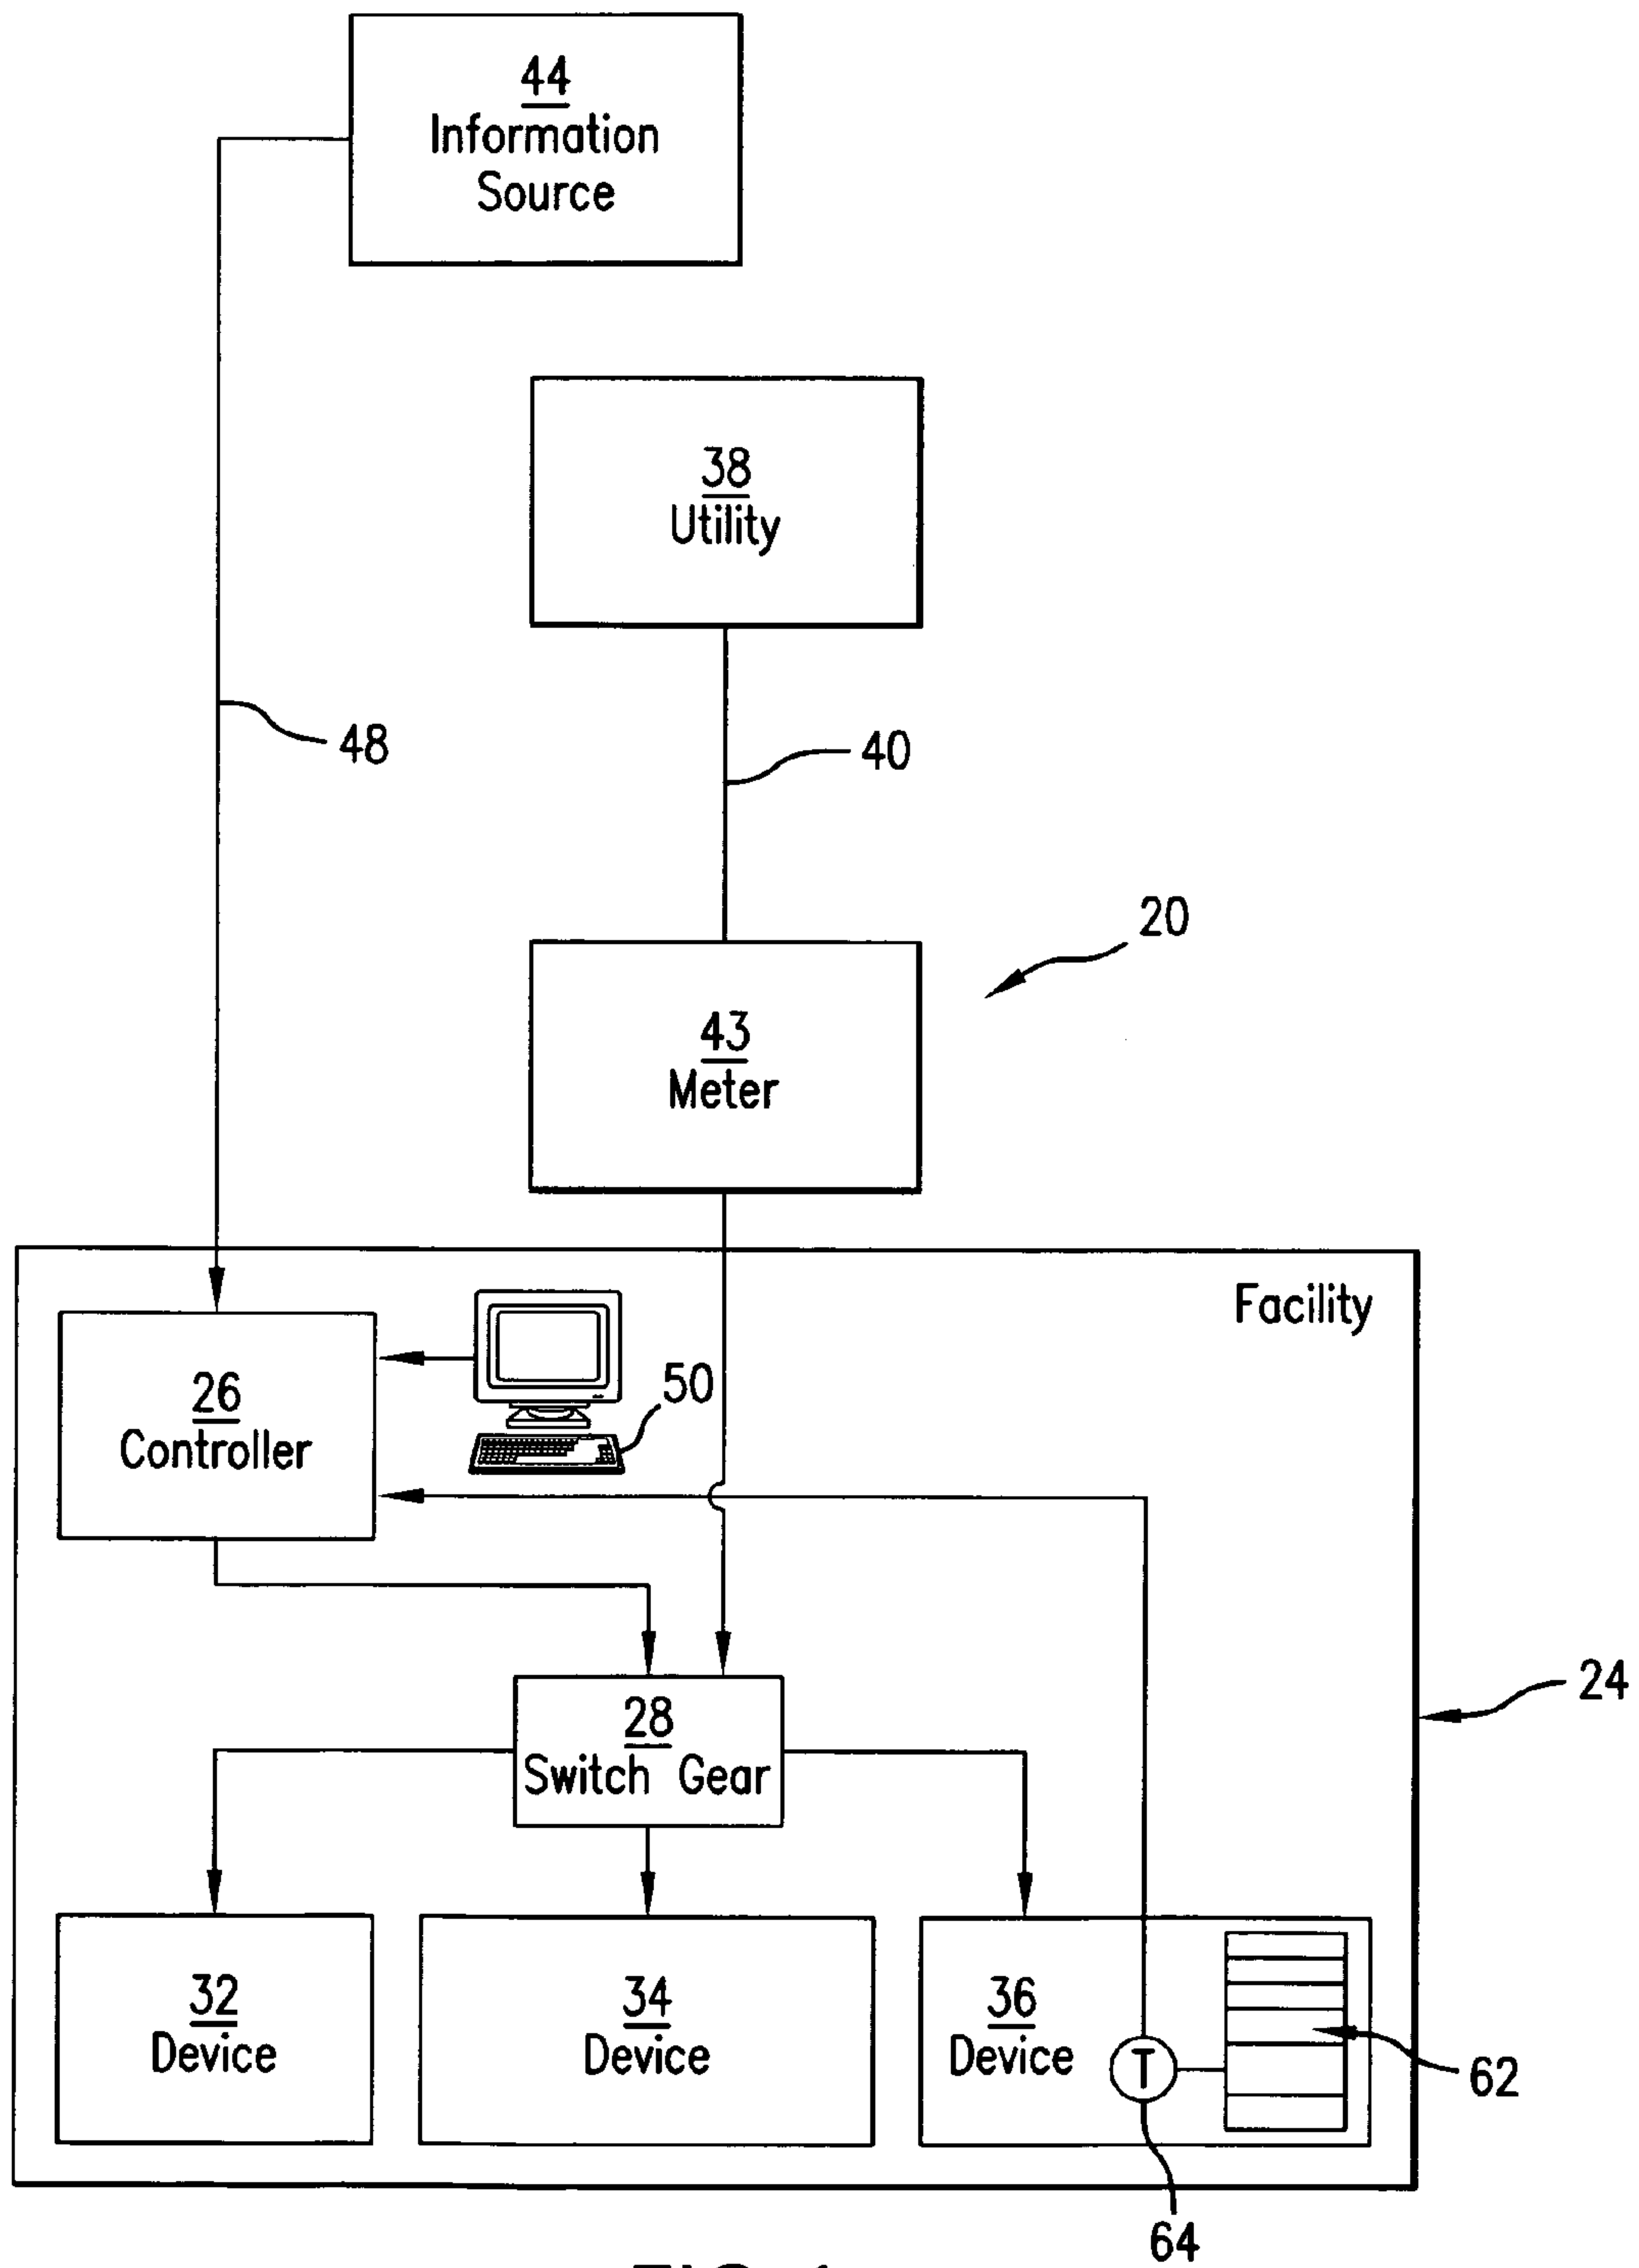 44
Information
Source
38
Utility
48
40
20
43
Meter
Facility
26
Controller
50
28
Switch Gear
24
32
Device
34
Device
36
Device
T
62
64